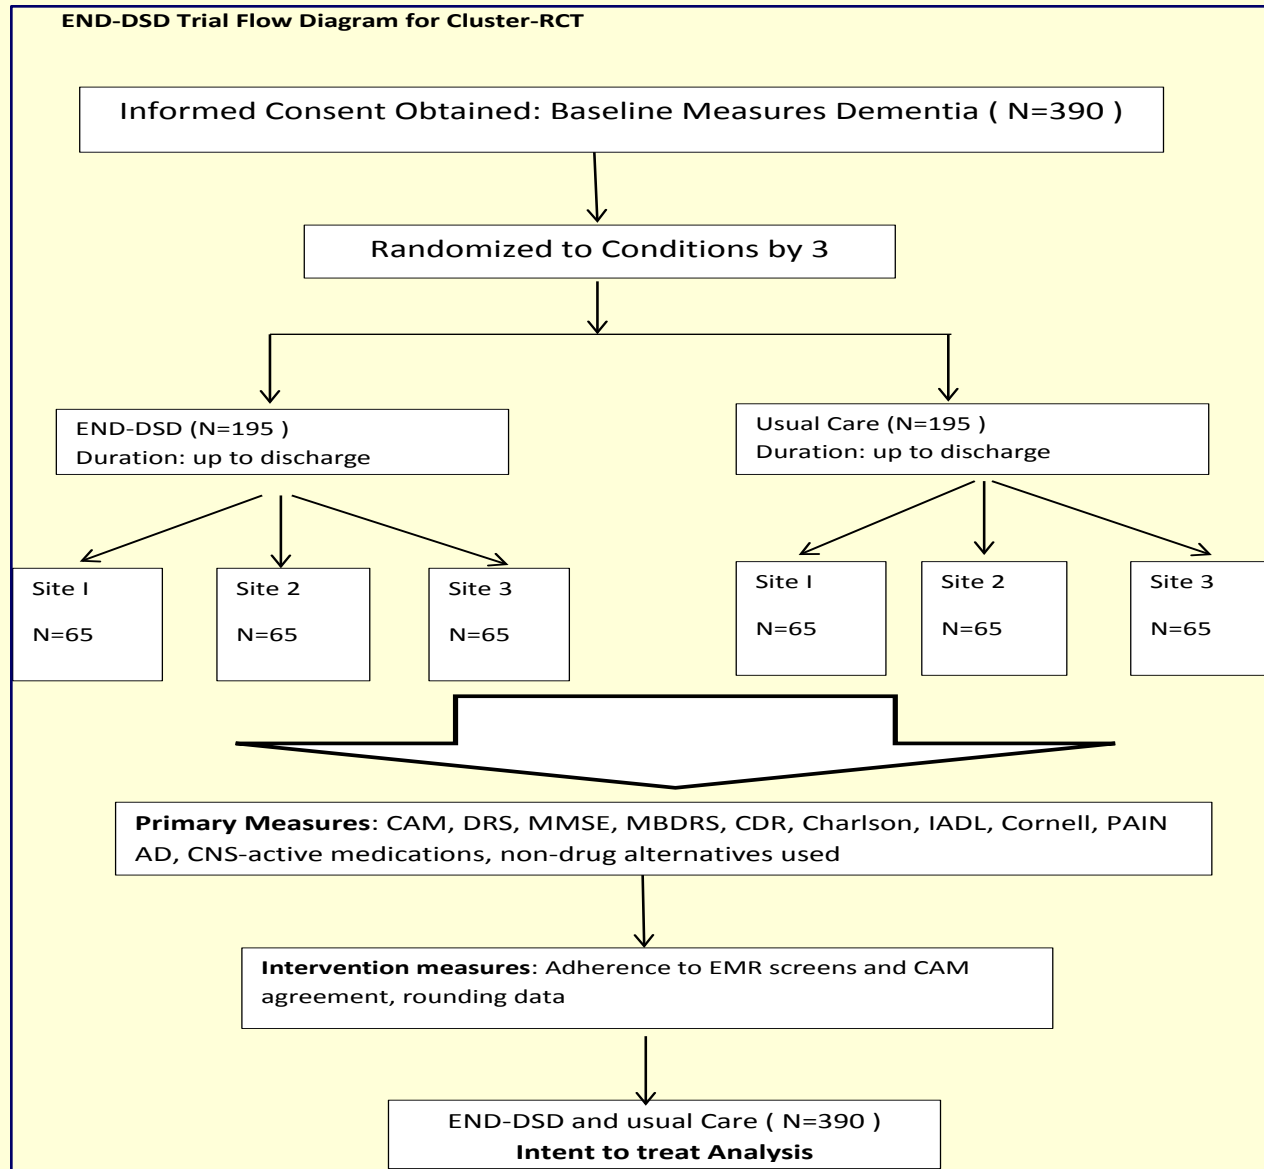 END-DSD Trial Flow Diagram for Cluster-RCT
Informed Consent Obtained: Baseline Measures Dementia ( N=390 )
Randomized to Conditions by 3
END-DSD (N=195 )
Duration: up to discharge
Usual Care (N=195 )
Duration: up to discharge
Site I
N=65
Site 2
N=65
Site 3
N=65
Site I
N=65
Site 2
N=65
Site 3
N=65
Primary Measures: CAM, DRS, MMSE, MBDRS, CDR, Charlson, IADL, Cornell, PAIN
AD, CNS-active medications, non-drug alternatives used
Intervention measures: Adherence to EMR screens and CAM
agreement, rounding data
END-DSD and usual Care ( N=390 )
Intent to treat Analysis